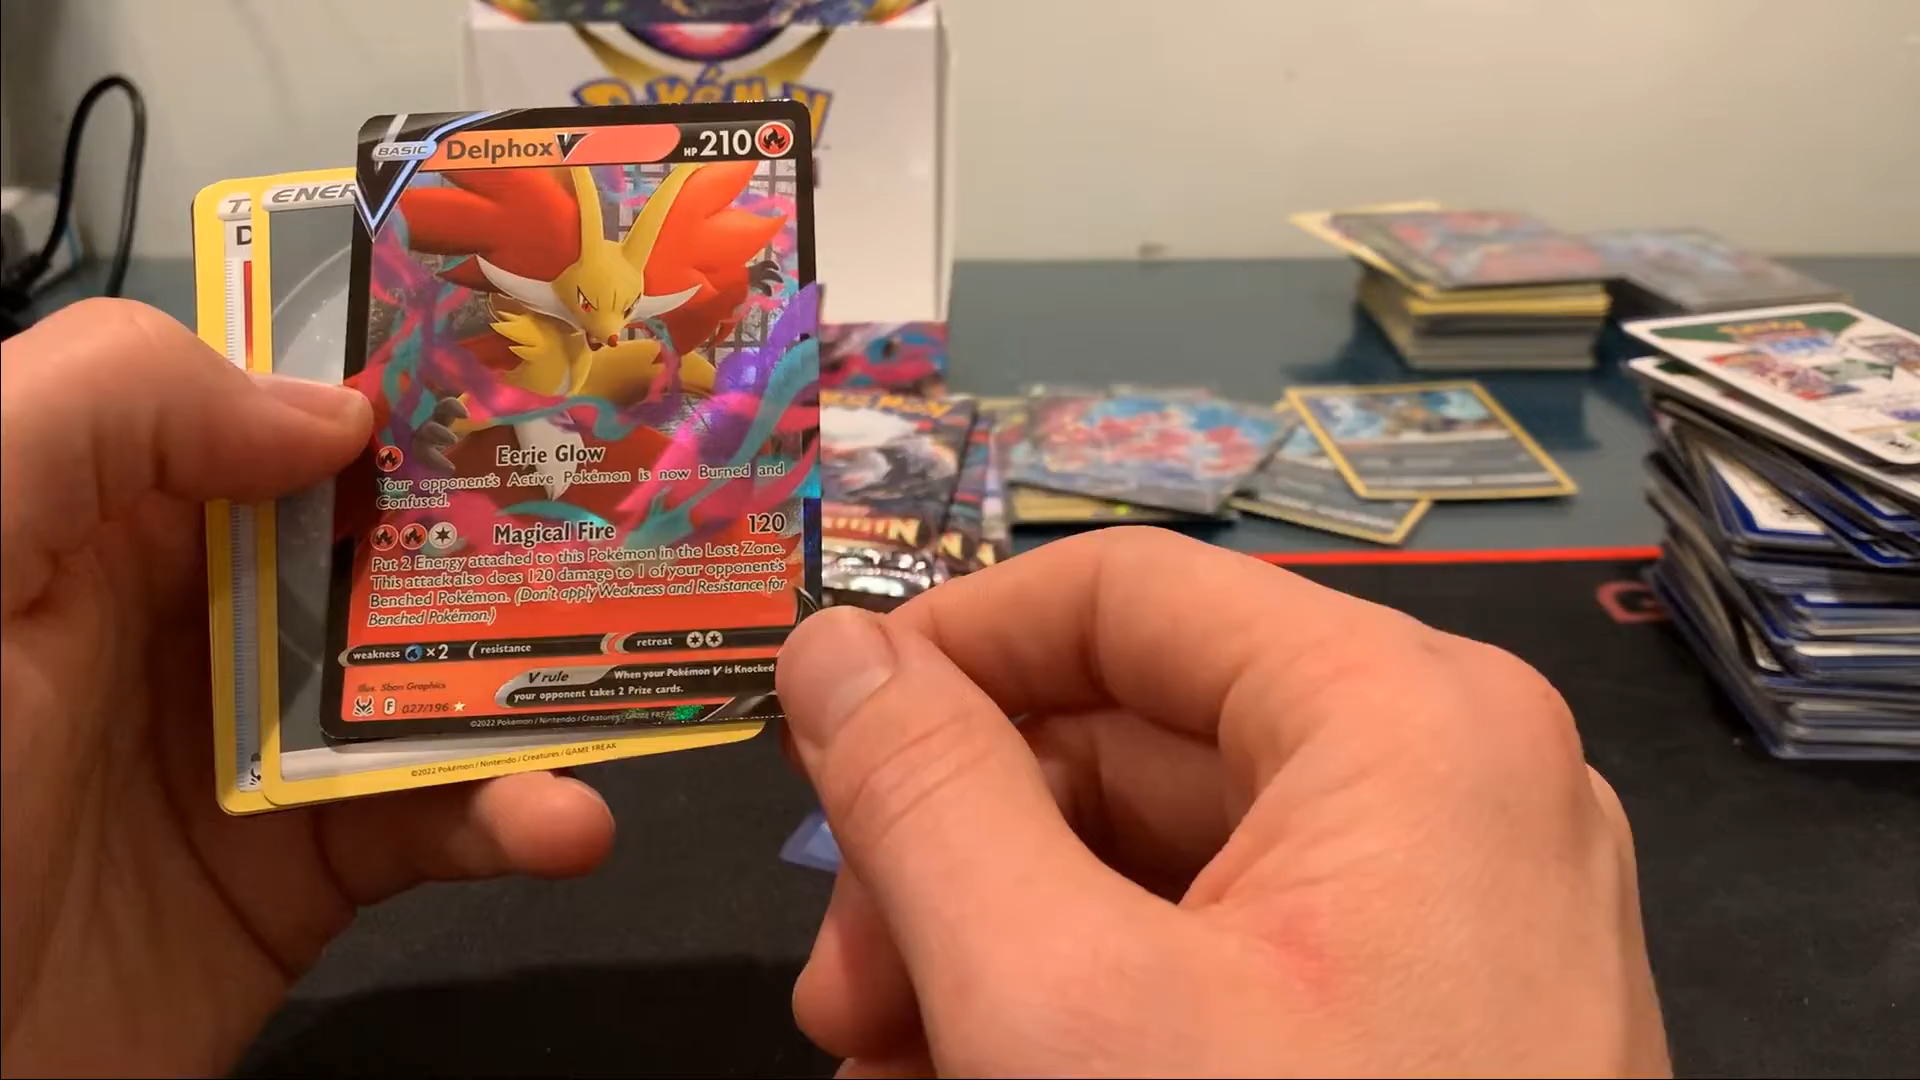 POKéMON
BASIC Delphox V HP 210
ENER
D
Eerie Glow
Your opponent's Active Pokémon is now Burned and
Confused.
Magical Fire 120
Put 2 Energy attached to this Pokémon in the Lost Zone.
This attack also does 120 damage to 1 of your opponent's
Benched Pokémon. (Don't apply Weakness and Resistance for
Benched Pokémon.)
weakness ×2 resistance retreat
V rule When your Pokémon V is Knocked
your opponent takes 2 Prize cards.
Illus. 5ban Graphics
F 027/196
©2022 Pokémon / Nintendo / Creatures / GAME FREAK
©2022 Pokémon / Nintendo / Creatures / GAME FREAK